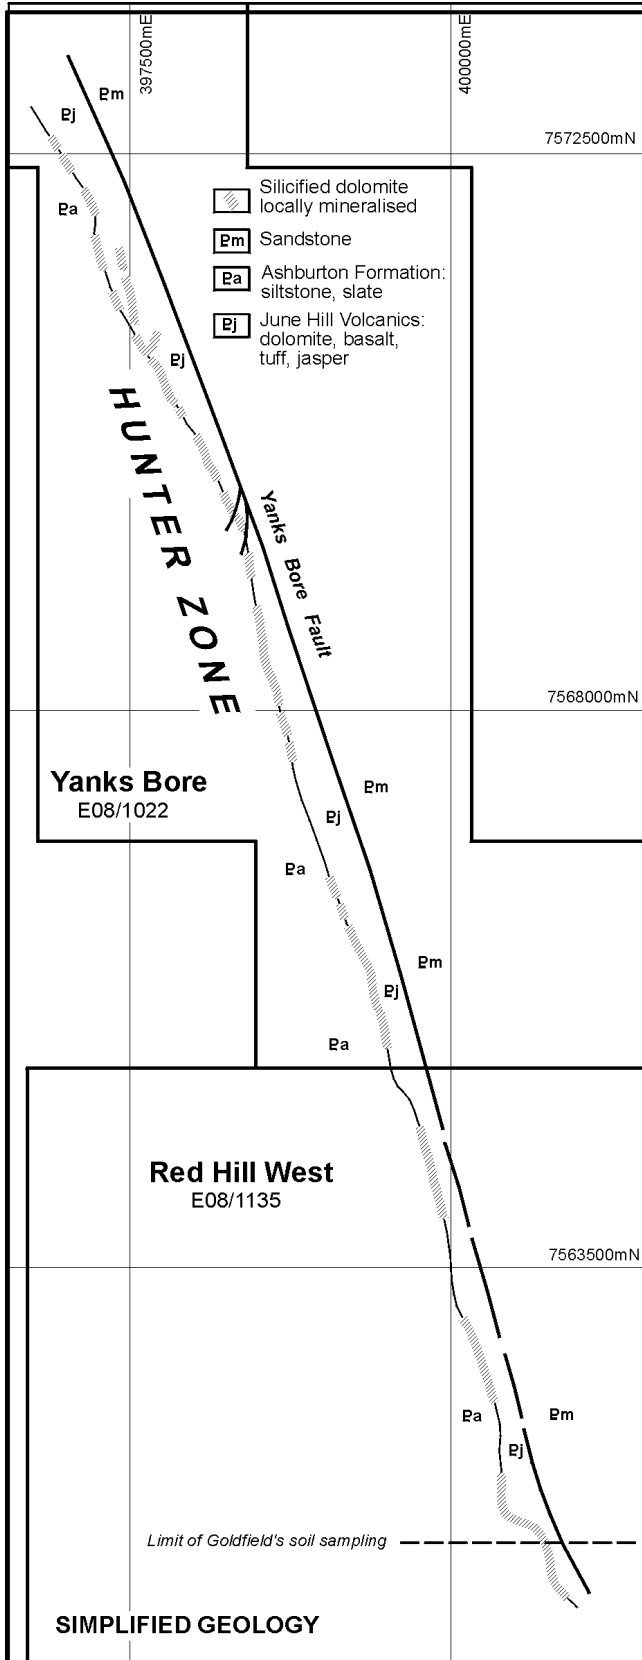 397500mE
400000mE
Pm
Pj
7572500mN
Silicified dolomite
locally mineralised
Pa
Pm Sandstone
Pa Ashburton Formation:
siltstone, slate
Pj June Hill Volcanics:
dolomite, basalt,
tuff, jasper
Pj
HUNTER ZONE
Yanks Bore Fault
7568000mN
Yanks Bore
E08/1022
Pm
Pj
Pa
Pm
Pj
Pa
Red Hill West
E08/1135
7563500mN
Pa
Pm
Pj
Limit of Goldfield's soil sampling
SIMPLIFIED GEOLOGY